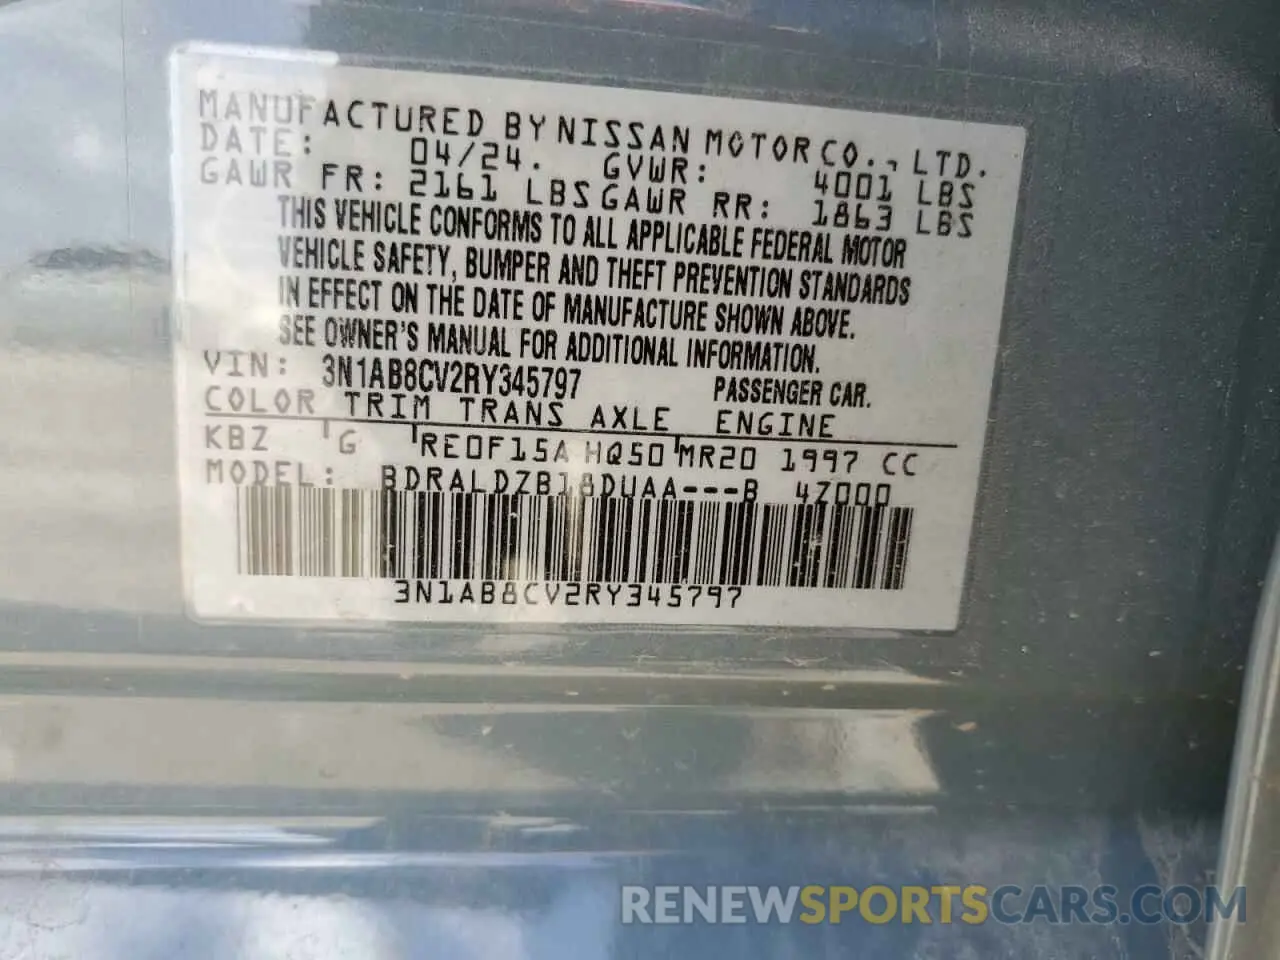 MANUFACTURED BY NISSAN MOTOR CO., LTD.
DATE: 04/24. GVWR: 4001 LBS
GAWR FR: 2161 LBS GAWR RR: 1863 LBS
THIS VEHICLE CONFORMS TO ALL APPLICABLE FEDERAL MOTOR
VEHICLE SAFETY, BUMPER AND THEFT PREVENTION STANDARDS
IN EFFECT ON THE DATE OF MANUFACTURE SHOWN ABOVE.
SEE OWNER'S MANUAL FOR ADDITIONAL INFORMATION.
VIN: 3N1AB8CV2RY345797 PASSENGER CAR.
COLOR TRIM TRANS AXLE ENGINE
KBZ G RE0F15A HQ50 MR20 1997 CC
MODEL: BDRALDZB18DUAA---B 4Z000
3N1AB8CV2RY345797
RENEWSPORTSCARS.COM